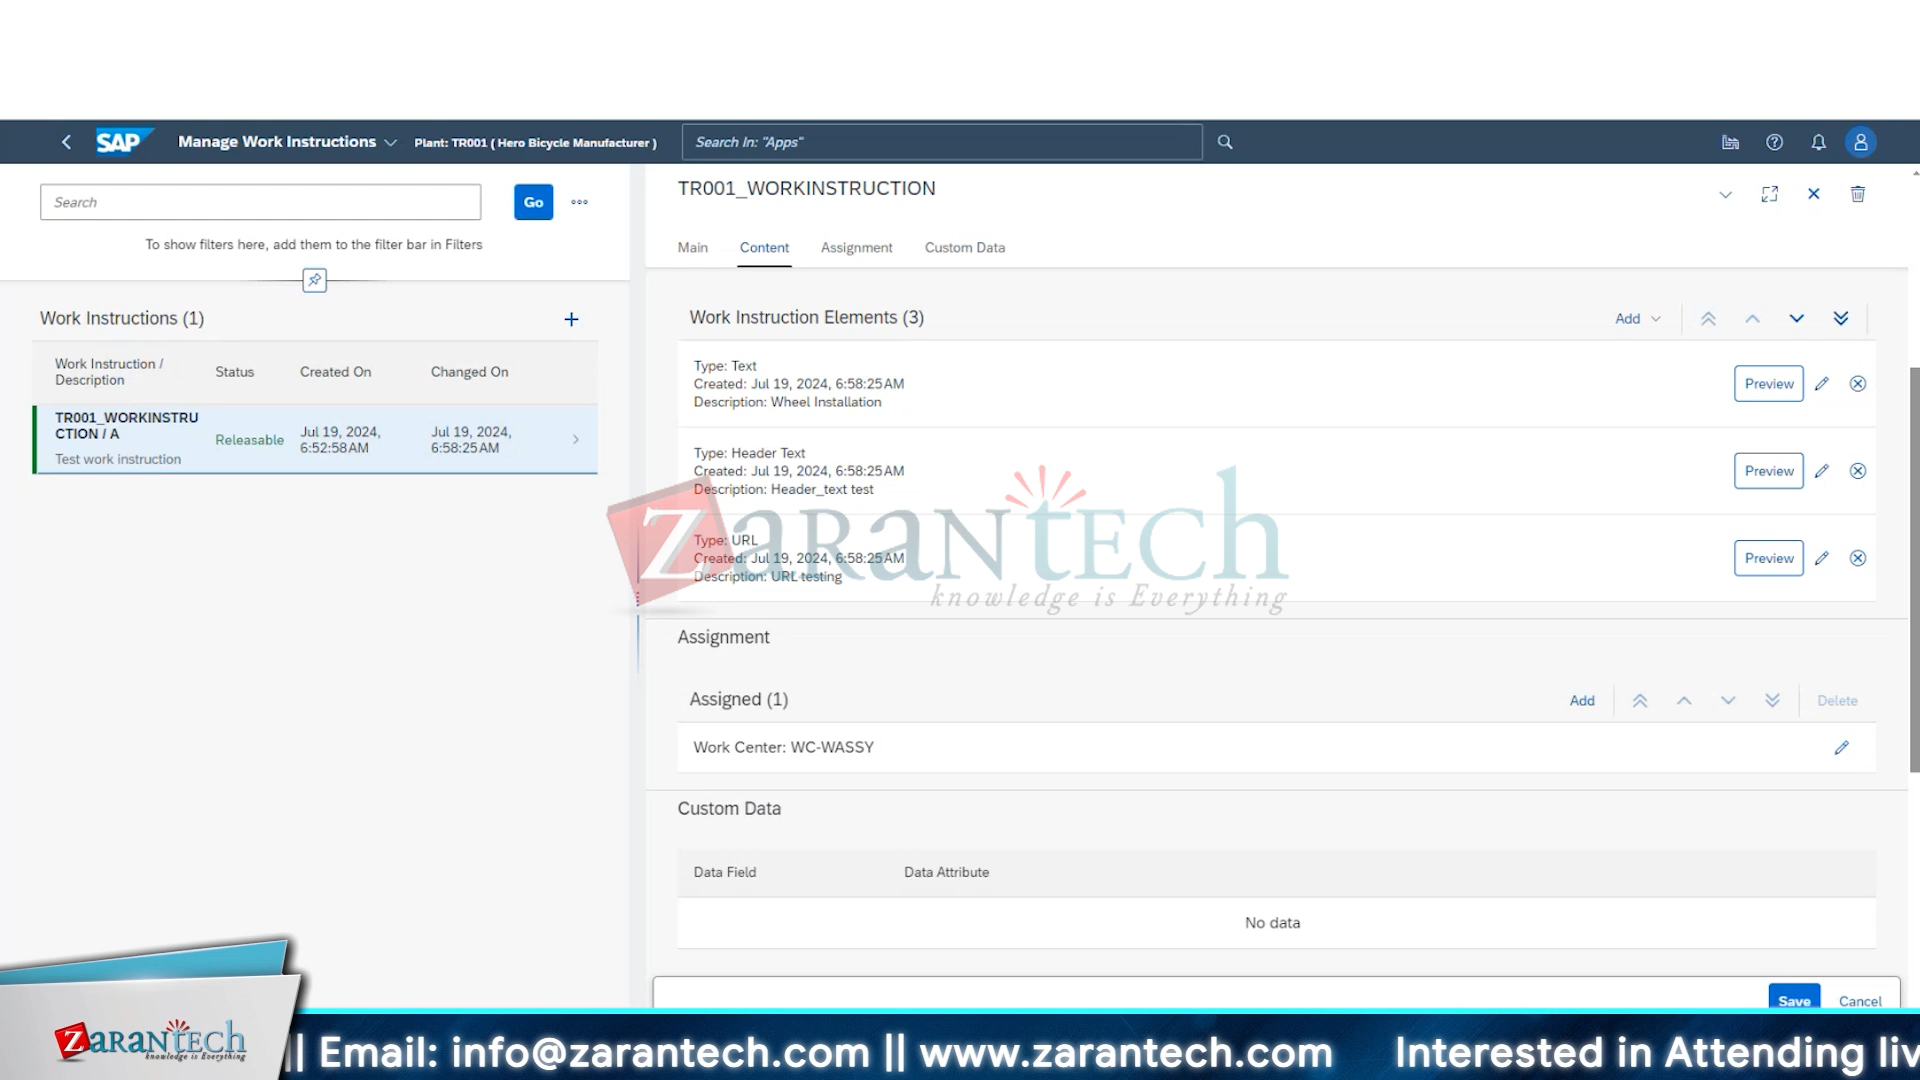 SAP
Manage Work Instructions
Plant: TR001 ( Hero Bicycle Manufacturer )
Search In: "Apps"
Search
Go
To show filters here, add them to the filter bar in Filters
Work Instructions (1)
Work Instruction /
Description
Status
Created On
Changed On
TR001_WORKINSTRU
CTION / A
Test work instruction
Releasable
Jul 19, 2024,
6:52:58 AM
Jul 19, 2024,
6:58:25 AM
TR001_WORKINSTRUCTION
Main
Content
Assignment
Custom Data
Work Instruction Elements (3)
Add
Type: Text
Created: Jul 19, 2024, 6:58:25 AM
Description: Wheel Installation
Preview
Type: Header Text
Created: Jul 19, 2024, 6:58:25 AM
Description: Header_text test
Preview
Type: URL
Created: Jul 19, 2024, 6:58:25 AM
Description: URL testing
Preview
ZaranTech
knowledge is Everything
Assignment
Assigned (1)
Add
Delete
Work Center: WC-WASSY
Custom Data
Data Field
Data Attribute
No data
Save
Cancel
ZaranTech
knowledge is Everything
|| Email: info@zarantech.com || www.zarantech.com
Interested in Attending liv